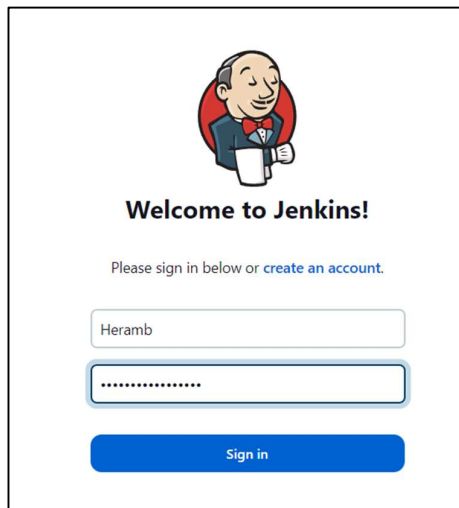 Welcome to Jenkins!
Please sign in below or create an account.
Heramb
•••••••••••••••••
Sign in